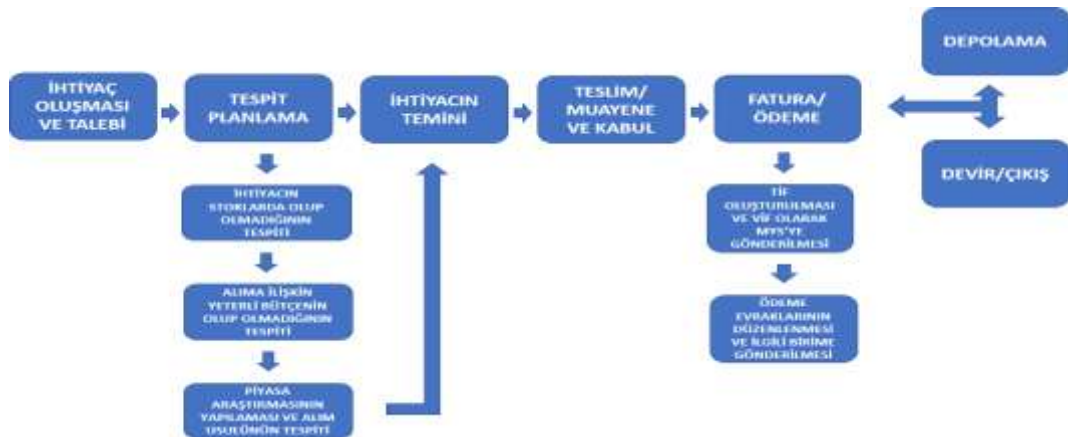 İHTİYAÇ
OLUŞMASI
VE TALEBİ
TESPİT
PLANLAMA
İHTİYACIN
TEMİNİ
TESLİM/
MUAYENE
VE KABUL
FATURA/
ÖDEME
DEPOLAMA
DEVİR/ÇIKIŞ
İHTİYACIN
STOKLARDA OLUP
OLMADIĞININ
TESPİTİ
ALIMA İLİŞKİN
YETERLİ BÜTÇENİN
OLUP OLMADIĞININ
TESPİTİ
PİYASA
ARAŞTIRMASININ
YAPILAMASI VE ALIM
USULÜNÜN TESPİTİ
TİF
OLUŞTURULMASI
VE VİF OLARAK
MYS'YE
GÖNDERİLMESİ
ÖDEME
EVRAKLARININ
DÜZENLENMESİ
VE İLGİLİ BİRİME
GÖNDERİLMESİ